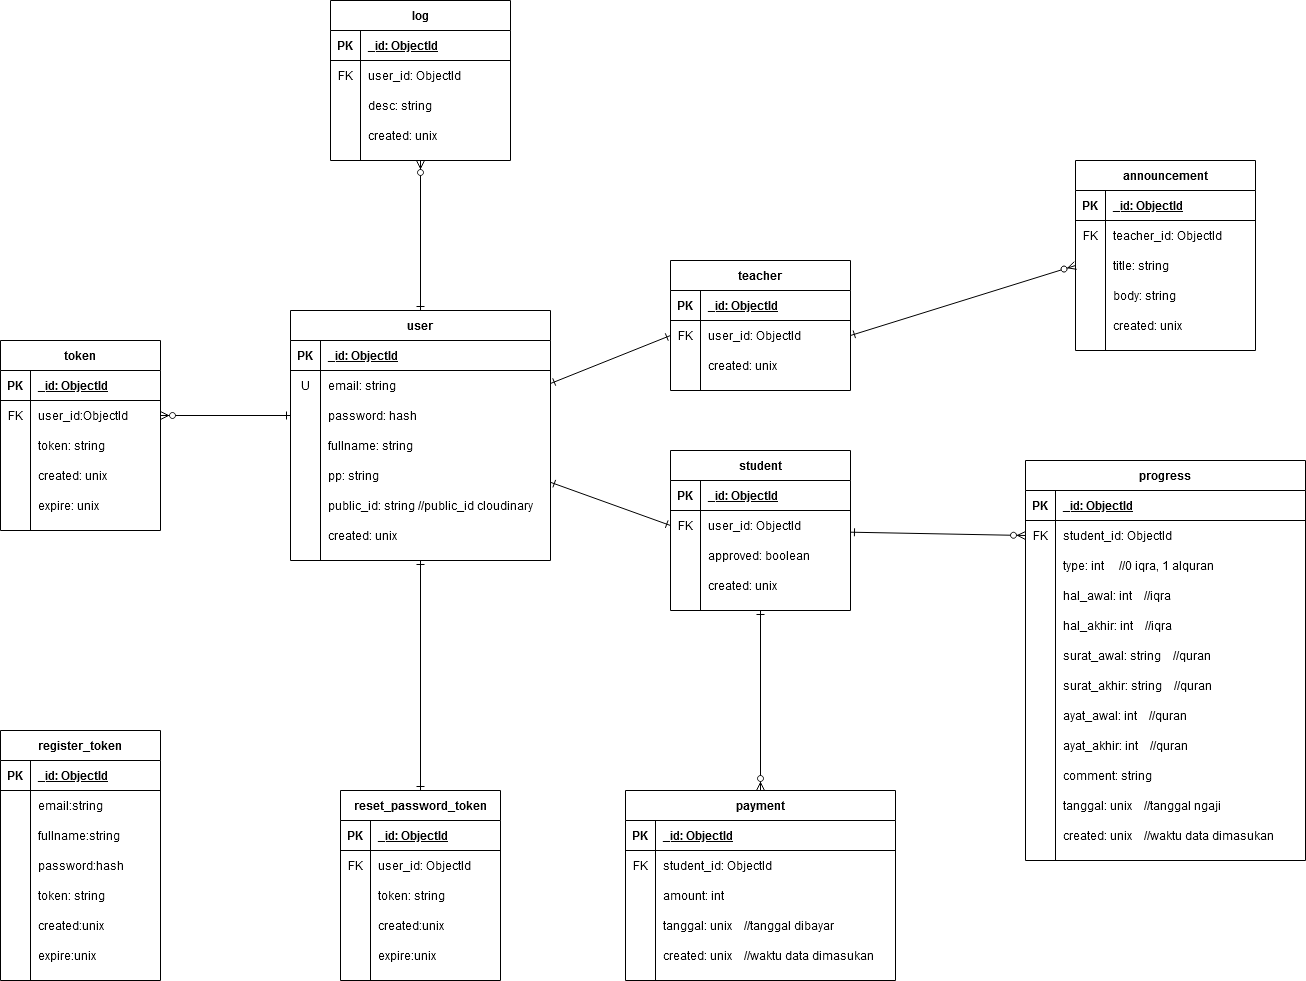 log
PK _id: ObjectId
FK user_id: ObjectId
desc: string
created: unix
announcement
PK _id: ObjectId
FK teacher_id: ObjectId
title: string
body: string
created: unix
teacher
PK _id: ObjectId
FK user_id: ObjectId
created: unix
user
PK _id: ObjectId
U email: string
password: hash
fullname: string
pp: string
public_id: string //public_id cloudinary
created: unix
token
PK _id: ObjectId
FK user_id:ObjectId
token: string
created: unix
expire: unix
student
PK _id: ObjectId
FK user_id: ObjectId
approved: boolean
created: unix
progress
PK _id: ObjectId
FK student_id: ObjectId
type: int //0 iqra, 1 alquran
hal_awal: int //iqra
hal_akhir: int //iqra
surat_awal: string //quran
surat_akhir: string //quran
ayat_awal: int //quran
ayat_akhir: int //quran
comment: string
tanggal: unix //tanggal ngaji
created: unix //waktu data dimasukan
register_token
PK _id: ObjectId
email:string
fullname:string
password:hash
token: string
created:unix
expire:unix
reset_password_token
PK _id: ObjectId
FK user_id: ObjectId
token: string
created:unix
expire:unix
payment
PK _id: ObjectId
FK student_id: ObjectId
amount: int
tanggal: unix //tanggal dibayar
created: unix //waktu data dimasukan